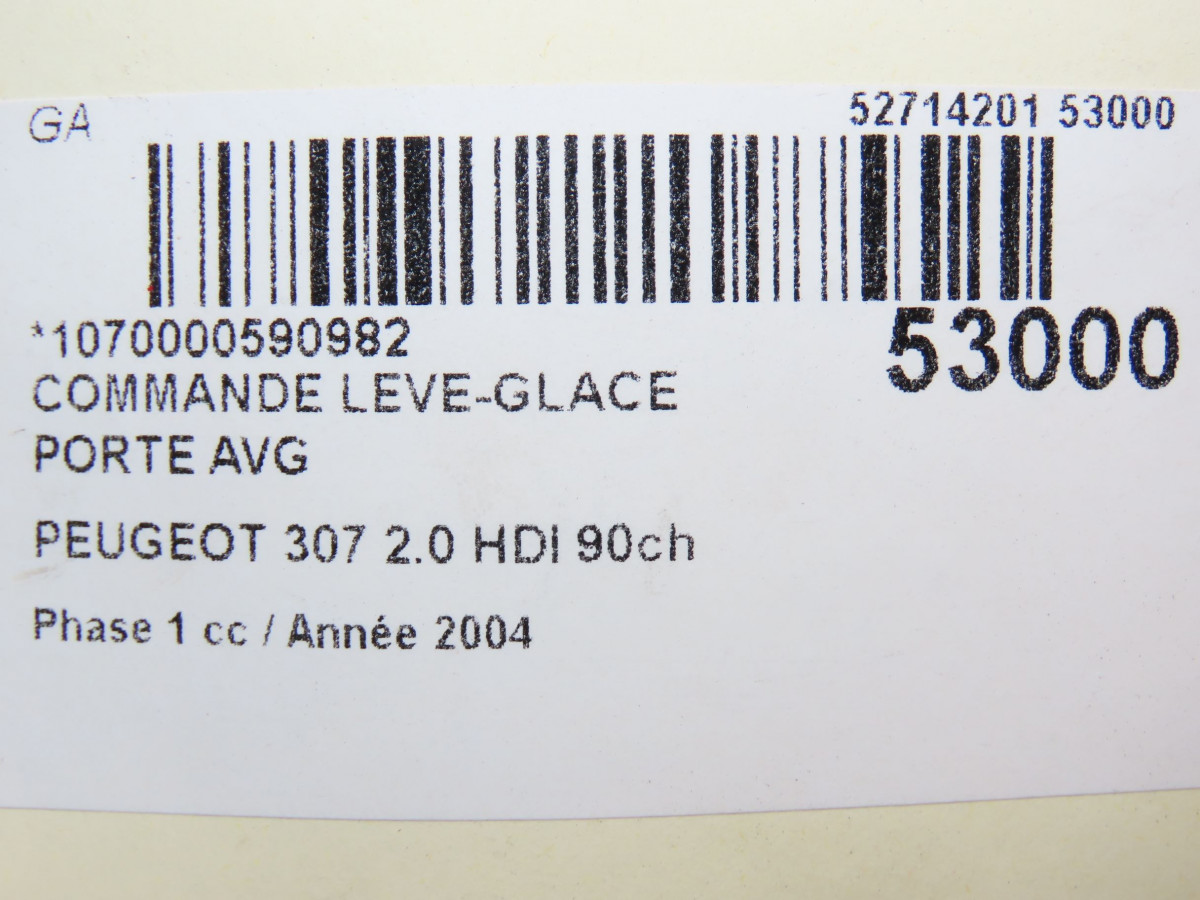 GA
52714201 53000
*10700000590982
53000
COMMANDE LEVE-GLACE
PORTE AVG
PEUGEOT 307 2.0 HDI 90ch
Phase 1 cc / Année 2004